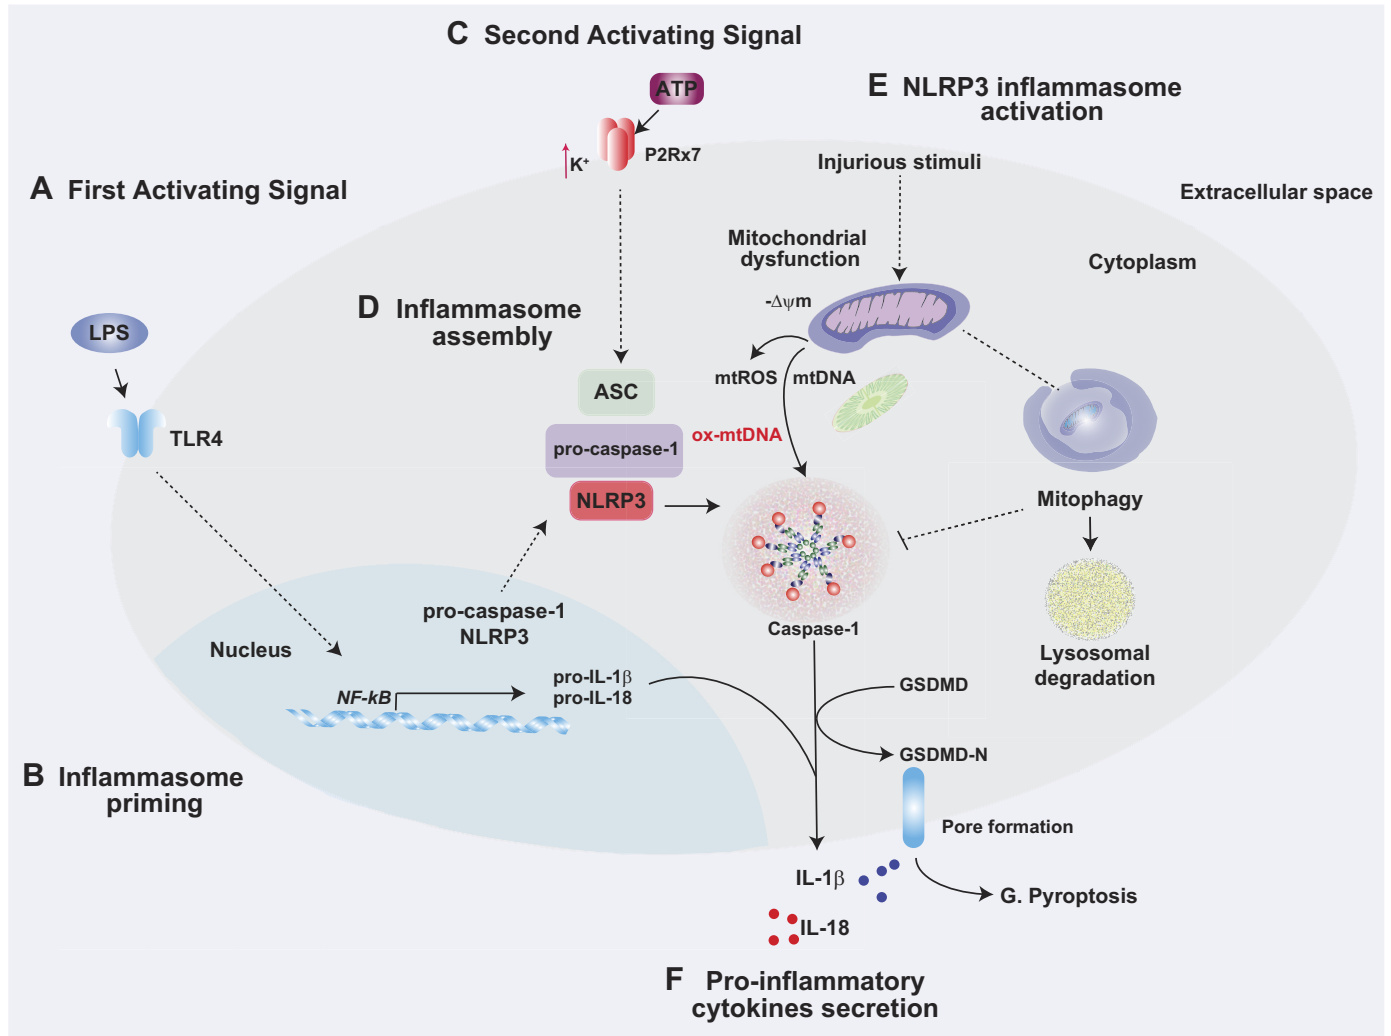 C Second Activating Signal
ATP
E NLRP3 inflammasome
activation
P2Rx7
K+
Injurious stimuli
A First Activating Signal
Extracellular space
Mitochondrial
dysfunction
Cytoplasm
-Δψm
D Inflammasome
assembly
LPS
mtROS
mtDNA
ASC
TLR4
ox-mtDNA
pro-caspase-1
NLRP3
Mitophagy
pro-caspase-1
NLRP3
Caspase-1
Nucleus
Lysosomal
degradation
pro-IL-1β
pro-IL-18
NF-kB
GSDMD
GSDMD-N
B Inflammasome
priming
Pore formation
IL-1β
G. Pyroptosis
IL-18
F Pro-inflammatory
cytokines secretion